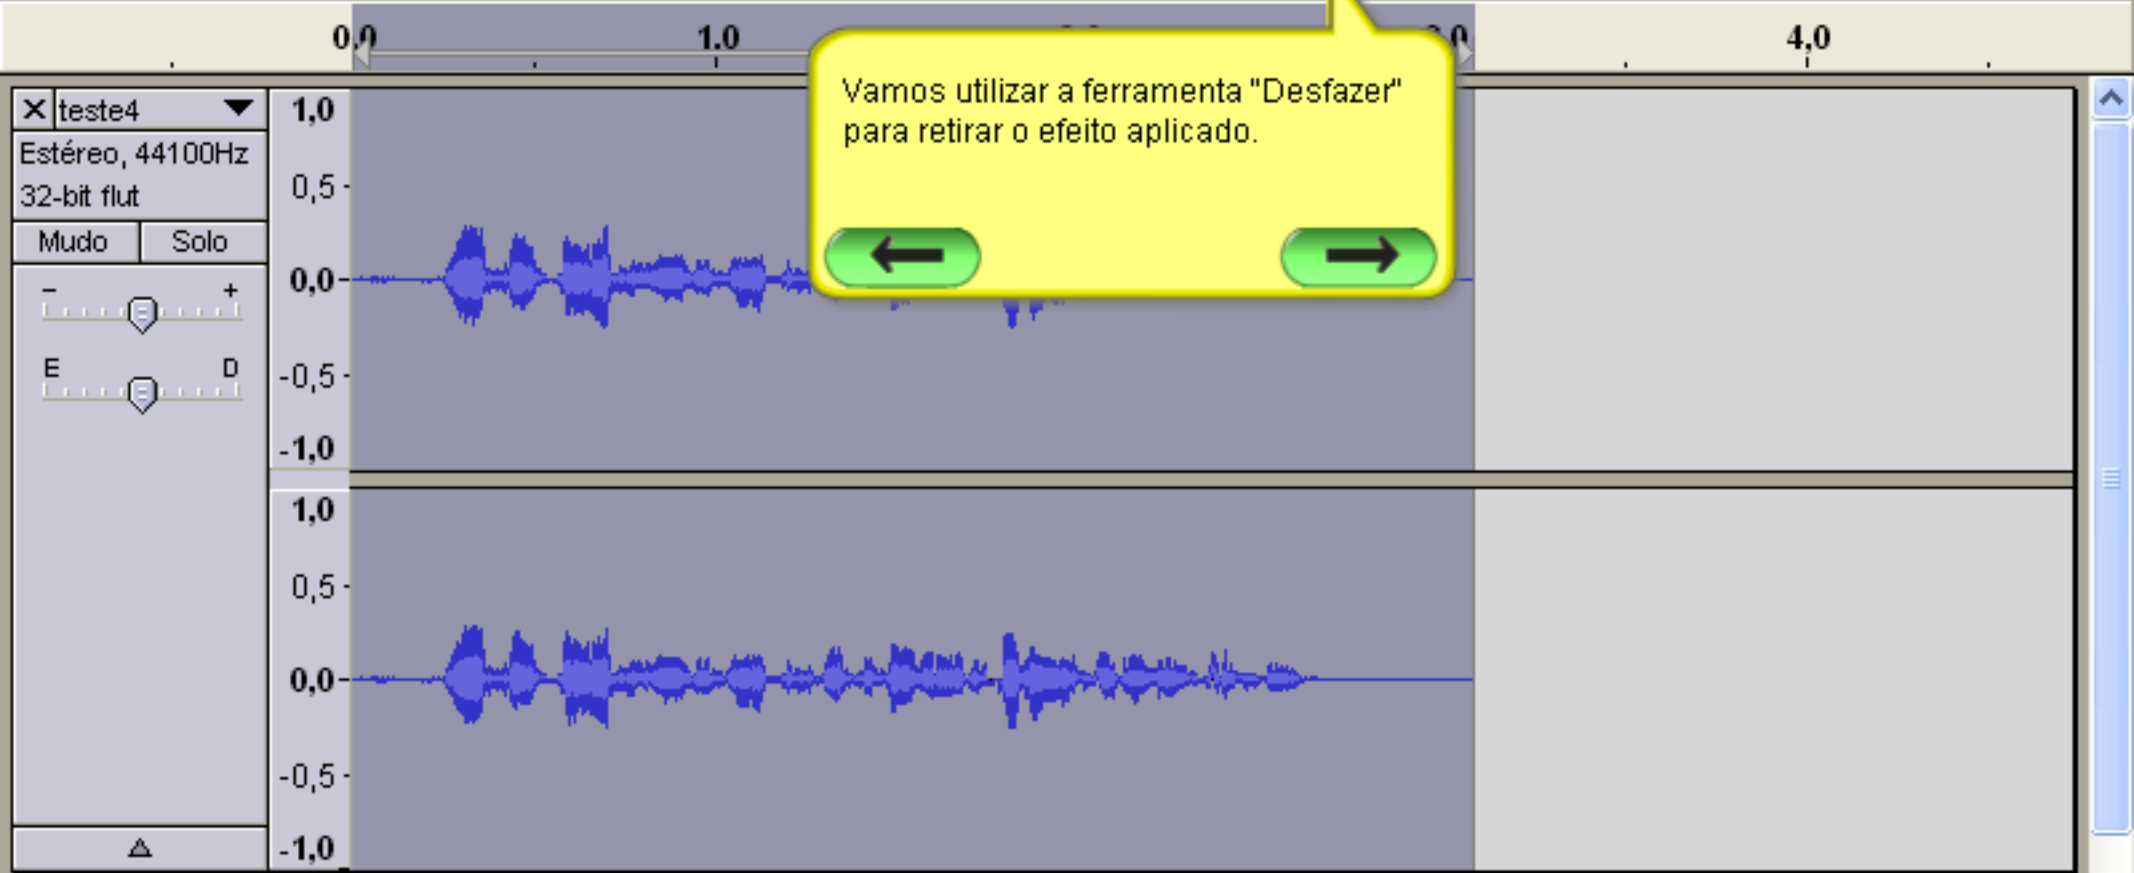 0,0 1.0 4,0
Vamos utilizar a ferramenta "Desfazer"
para retirar o efeito aplicado.
teste4
Estéreo, 44100Hz
32-bit flut
Mudo Solo
- +
E D
1,0
0,5
0,0
-0,5
-1,0
1,0
0,5
0,0
-0,5
-1,0